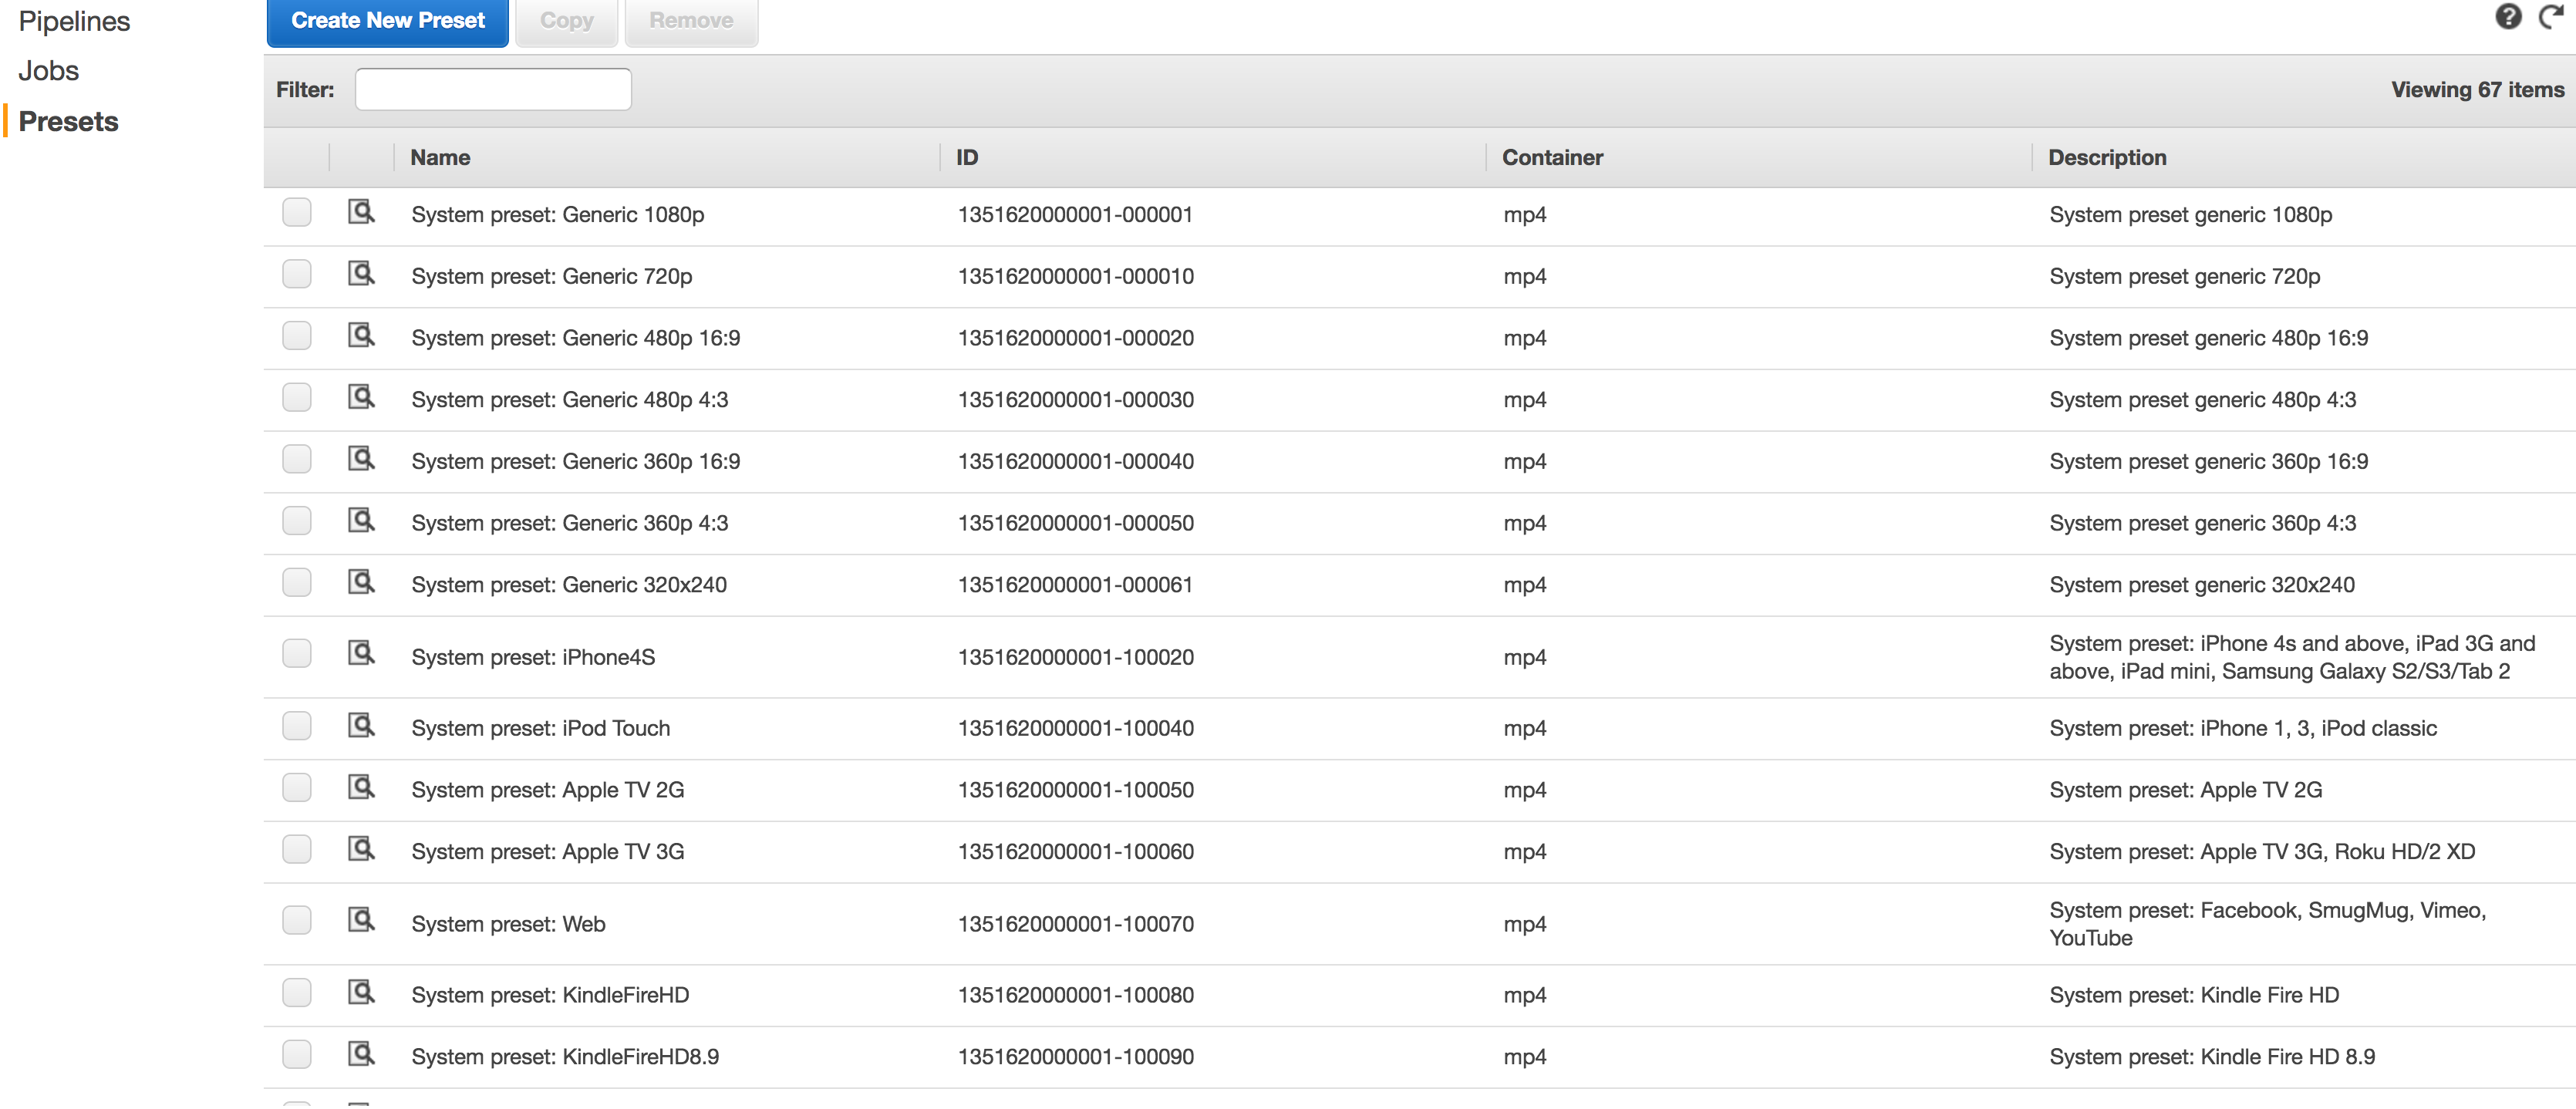 Pipelines
Jobs
Presets
Create New Preset Copy Remove
Filter: Viewing 67 items
Name ID Container Description
System preset: Generic 1080p 1351620000001-000001 mp4 System preset generic 1080p
System preset: Generic 720p 1351620000001-000010 mp4 System preset generic 720p
System preset: Generic 480p 16:9 1351620000001-000020 mp4 System preset generic 480p 16:9
System preset: Generic 480p 4:3 1351620000001-000030 mp4 System preset generic 480p 4:3
System preset: Generic 360p 16:9 1351620000001-000040 mp4 System preset generic 360p 16:9
System preset: Generic 360p 4:3 1351620000001-000050 mp4 System preset generic 360p 4:3
System preset: Generic 320x240 1351620000001-000061 mp4 System preset generic 320x240
System preset: iPhone4S 1351620000001-100020 mp4 System preset: iPhone 4s and above, iPad 3G and
above, iPad mini, Samsung Galaxy S2/S3/Tab 2
System preset: iPod Touch 1351620000001-100040 mp4 System preset: iPhone 1, 3, iPod classic
System preset: Apple TV 2G 1351620000001-100050 mp4 System preset: Apple TV 2G
System preset: Apple TV 3G 1351620000001-100060 mp4 System preset: Apple TV 3G, Roku HD/2 XD
System preset: Web 1351620000001-100070 mp4 System preset: Facebook, SmugMug, Vimeo,
YouTube
System preset: KindleFireHD 1351620000001-100080 mp4 System preset: Kindle Fire HD
System preset: KindleFireHD8.9 1351620000001-100090 mp4 System preset: Kindle Fire HD 8.9